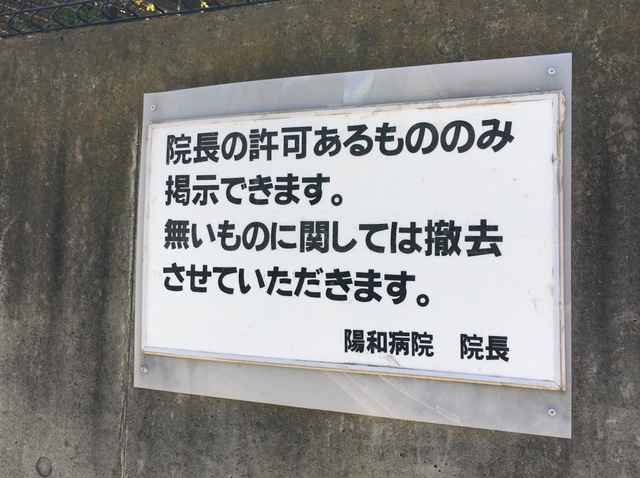 院長の許可あるもののみ
掲示できます。
無いものに関しては撤去
させていただきます。
陽和病院　院長